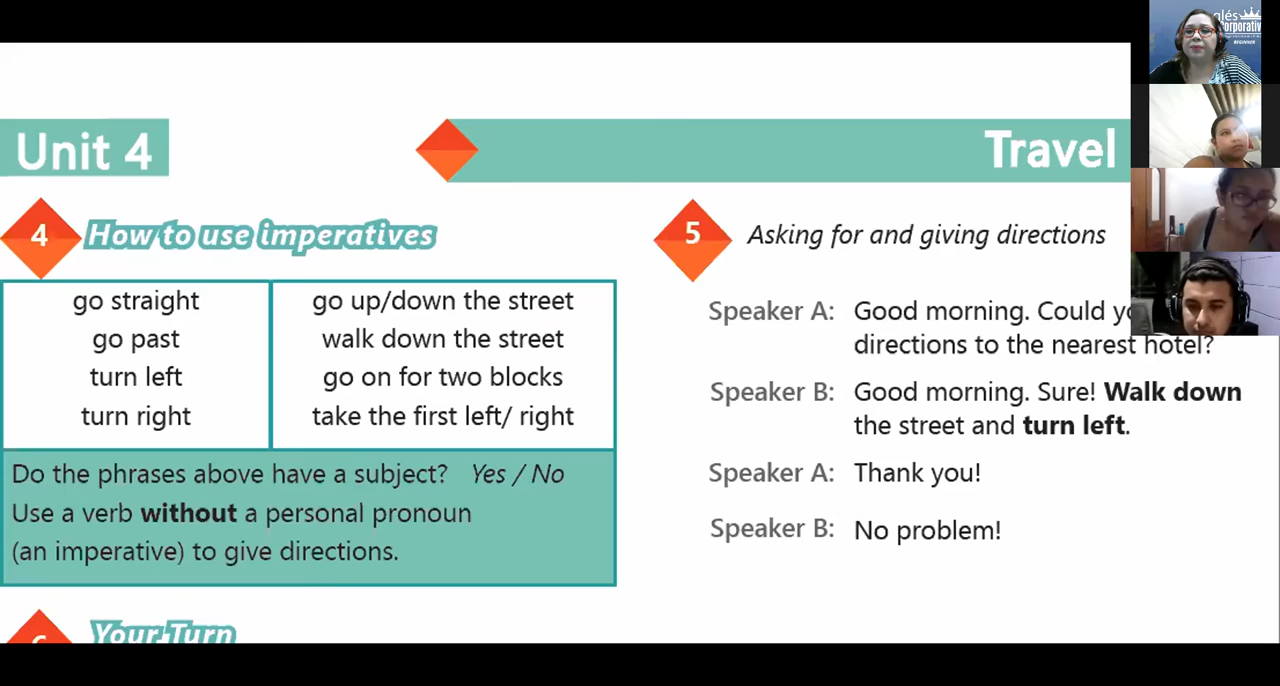 Unit 4
Travel
4 How to use imperatives
go straight
go past
turn left
turn right
go up/down the street
walk down the street
go on for two blocks
take the first left/ right
Do the phrases above have a subject? Yes / No
Use a verb without a personal pronoun
(an imperative) to give directions.
Your Turn
5 Asking for and giving directions
Speaker A: Good morning. Could
directions to the nearest hotel?
Speaker B: Good morning. Sure! Walk down
the street and turn left.
Speaker A: Thank you!
Speaker B: No problem!
BEGINNER